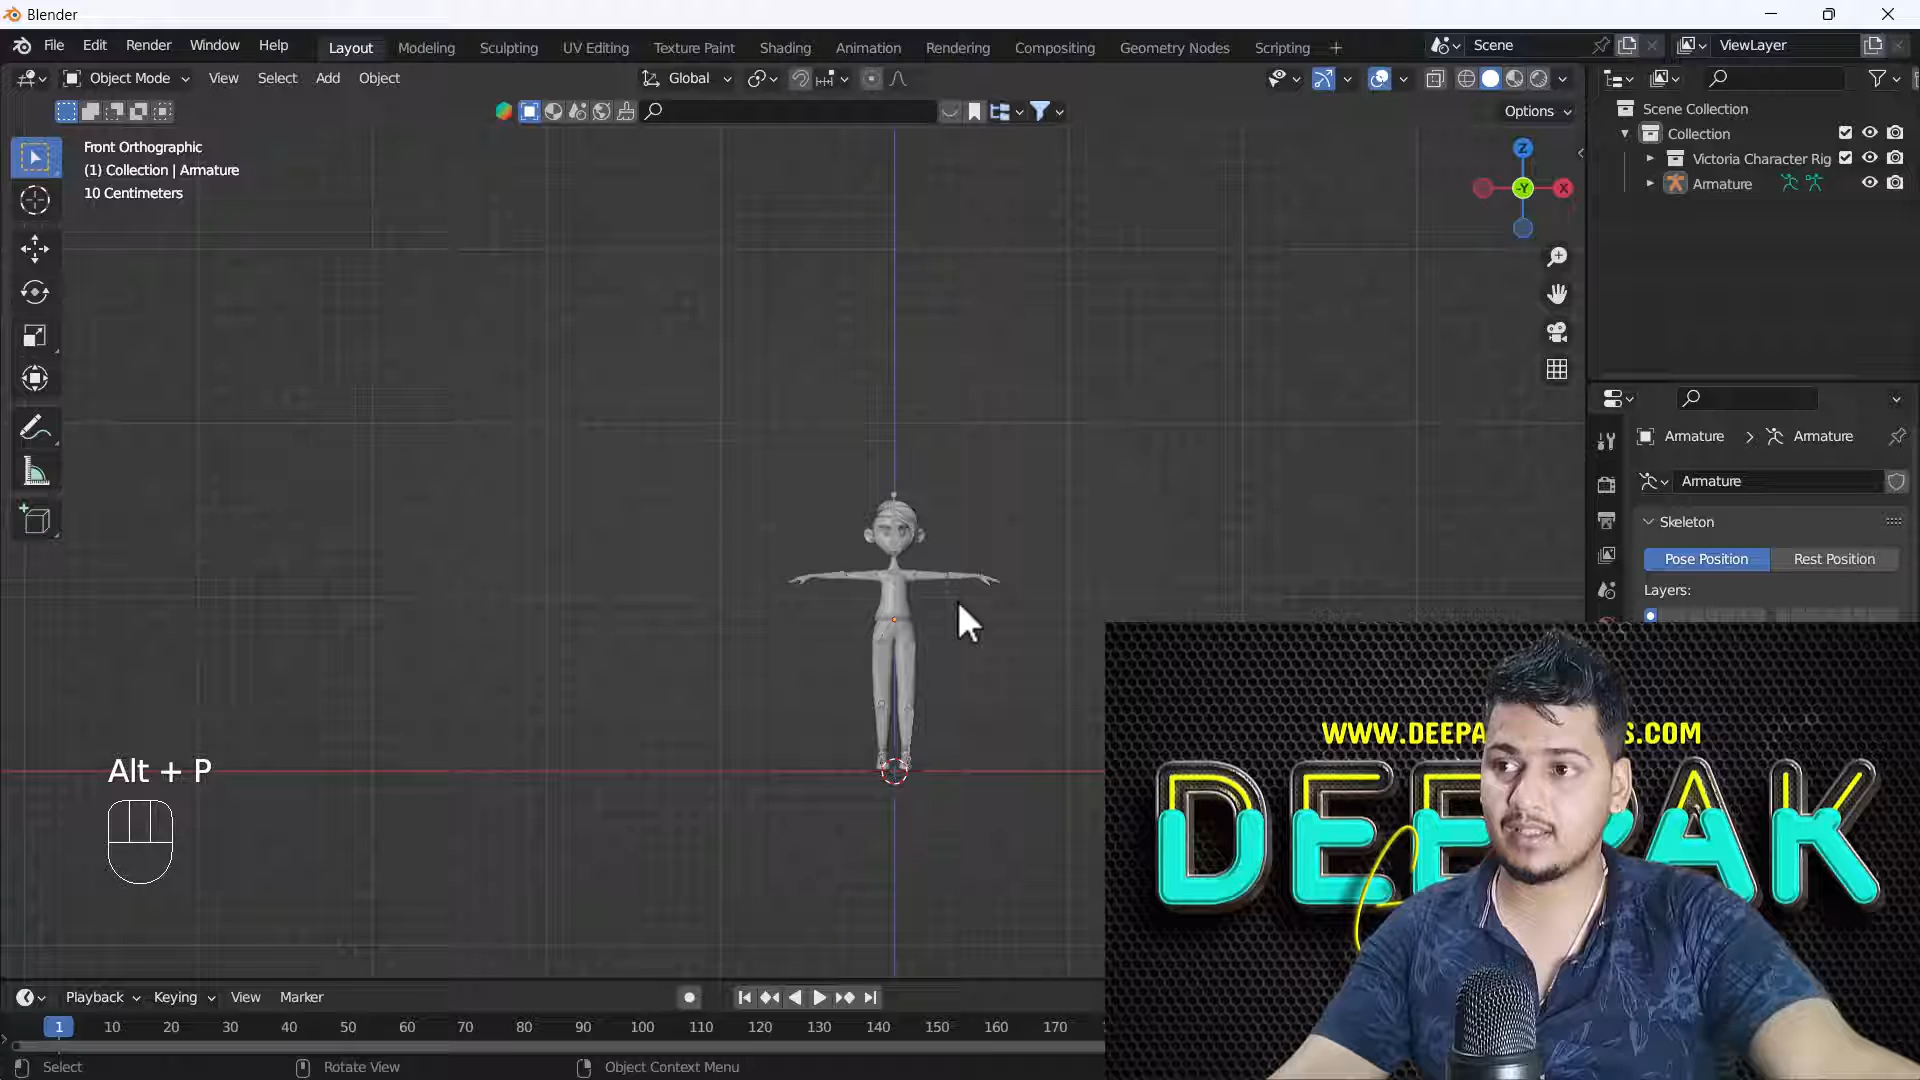 Blender
File Edit Render Window Help Layout Modeling Sculpting UV Editing Texture Paint Shading Animation Rendering Compositing Geometry Nodes Scripting Scene ViewLayer
Object Mode View Select Add Object Global
Options
Front Orthographic
(1) Collection | Armature
10 Centimeters
Z
-Y X
Scene Collection
Collection
Victoria Character Rig
Armature
Armature > Armature
Armature
Skeleton
Pose Position Rest Position
Layers:
Alt + P
WWW.DEEPA S.COM
DEEPAK
Playback Keying View Marker
1 10 20 30 40 50 60 70 80 90 100 110 120 130 140 150 160 170
Select Rotate View Object Context Menu